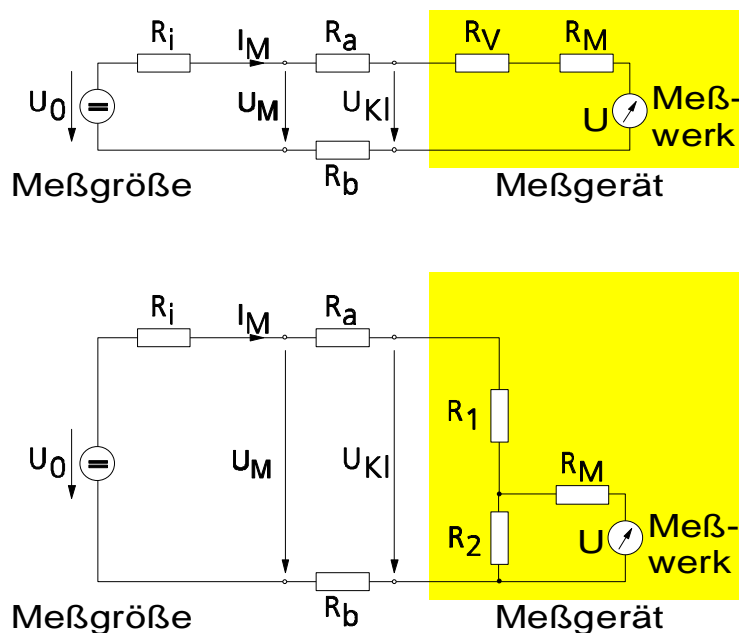 Ri IM Ra RV RM
U0 UM UKl U Meß-
werk
Rb
Meßgröße Meßgerät
Ri IM Ra
R1
U0 UM UKl RM
R2 U Meß-
werk
Rb
Meßgröße Meßgerät